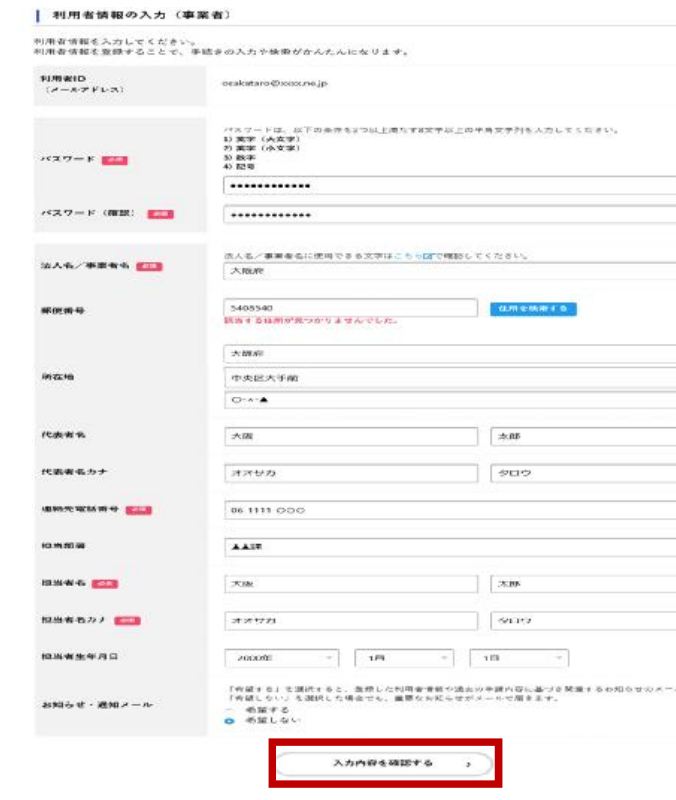 利用者情報の入力（事業者）
利用者情報を入力してください。
利用者情報を登録することで、手続きの入力や検索がかんたんになります。
利用者ID
（メールアドレス）
osakataro@xxxx.ne.jp
パスワードは、以下の条件を2つ以上満たす8文字以上の半角文字列を入力してください。
1) 英字（大文字）
2) 英字（小文字）
3) 数字
4) 記号
パスワード 必須
●●●●●●●●●●●●
パスワード（確認） 必須
●●●●●●●●●●●●
法人名／事業者名に使用できる文字はこちらで確認してください。
法人名／事業者名 必須
大阪府
郵便番号
5408540
住所を検索する
該当する住所が見つかりませんでした。
大阪府
所在地
中央区大手前
〇-×-▲
代表者名
大阪
太郎
代表者名カナ
オオサカ
タロウ
連絡先電話番号 必須
06 1111 〇〇〇
担当部署
▲▲課
担当者名 必須
大阪
太郎
担当者名カナ 必須
オオサカ
タロウ
担当者生年月日
2000年
1月
1日
「希望する」を選択すると、登録した利用者情報や過去の申請内容に基づき関連するお知らせのメー
「希望しない」を選択した場合でも、重要なお知らせがメールで届きます。
お知らせ・通知メール
希望する
希望しない
入力内容を確認する